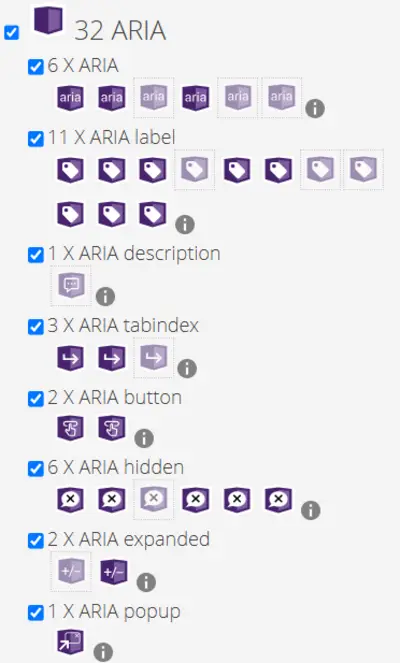 32 ARIA
6 X ARIA
aria aria aria aria aria aria
11 X ARIA label
1 X ARIA description
3 X ARIA tabindex
2 X ARIA button
6 X ARIA hidden
2 X ARIA expanded
+/- +/-
1 X ARIA popup